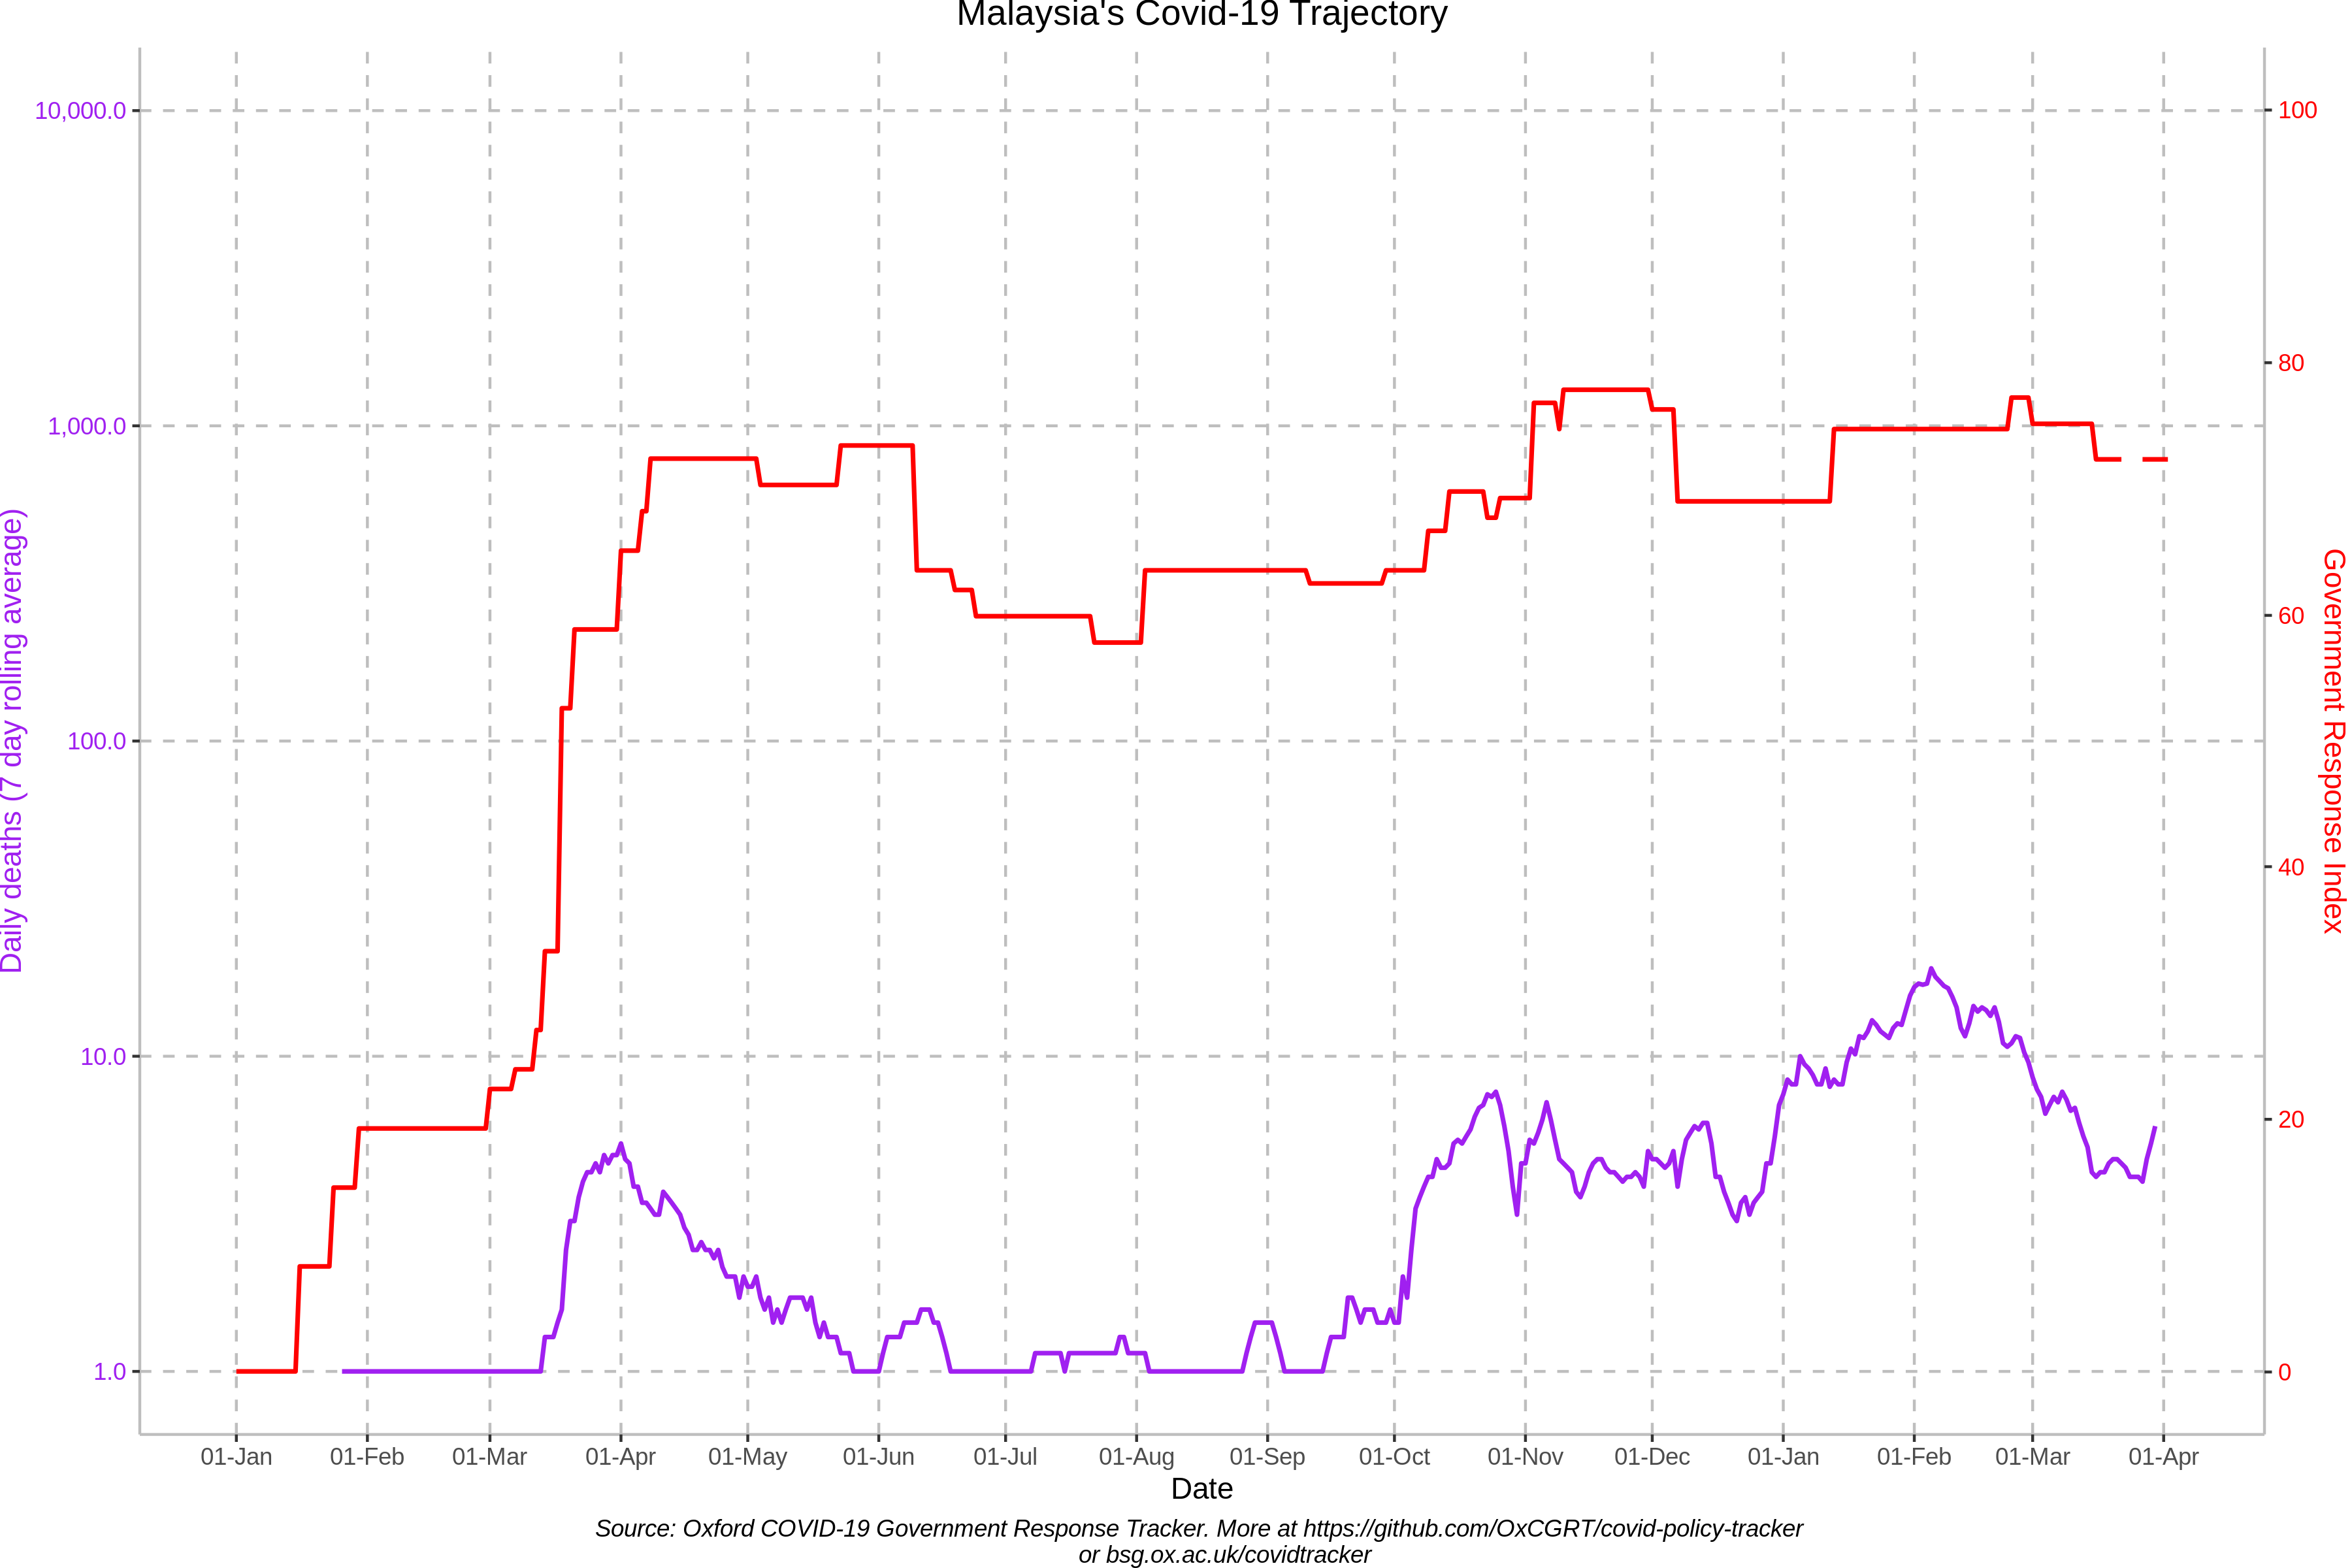 Malaysia's Covid-19 Trajectory
10,000.0
1,000.0
100.0
10.0
1.0
Daily deaths (7 day rolling average)
100
80
60
40
20
0
Government Response Index
01-Jan 01-Feb 01-Mar 01-Apr 01-May 01-Jun 01-Jul 01-Aug 01-Sep 01-Oct 01-Nov 01-Dec 01-Jan 01-Feb 01-Mar 01-Apr
Date
Source: Oxford COVID-19 Government Response Tracker. More at https://github.com/OxCGRT/covid-policy-tracker
or bsg.ox.ac.uk/covidtracker